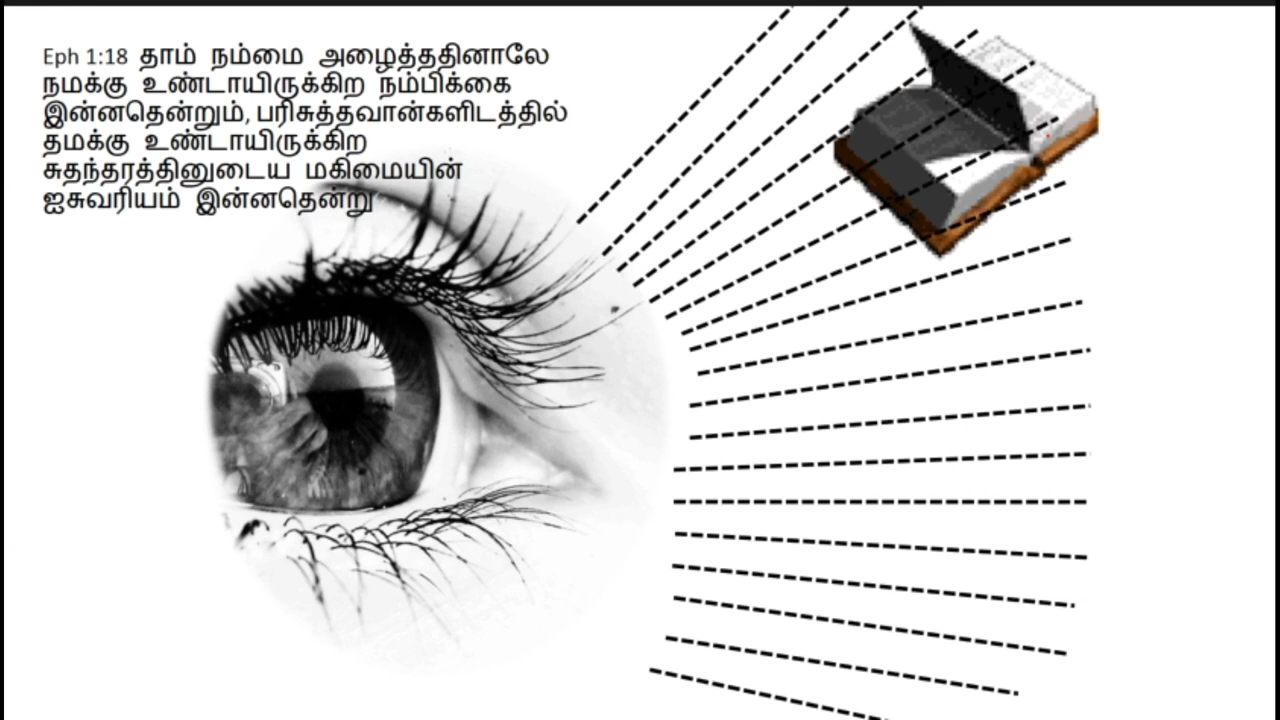 Eph 1:18 தாம் நம்மை அழைத்ததினாலே
நமக்கு உண்டாயிருக்கிற நம்பிக்கை
இன்னதென்றும், பரிசுத்தவான்களிடத்தில்
தமக்கு உண்டாயிருக்கிற
சுதந்தரத்தினுடைய மகிமையின்
ஐசுவரியம் இன்னதென்று